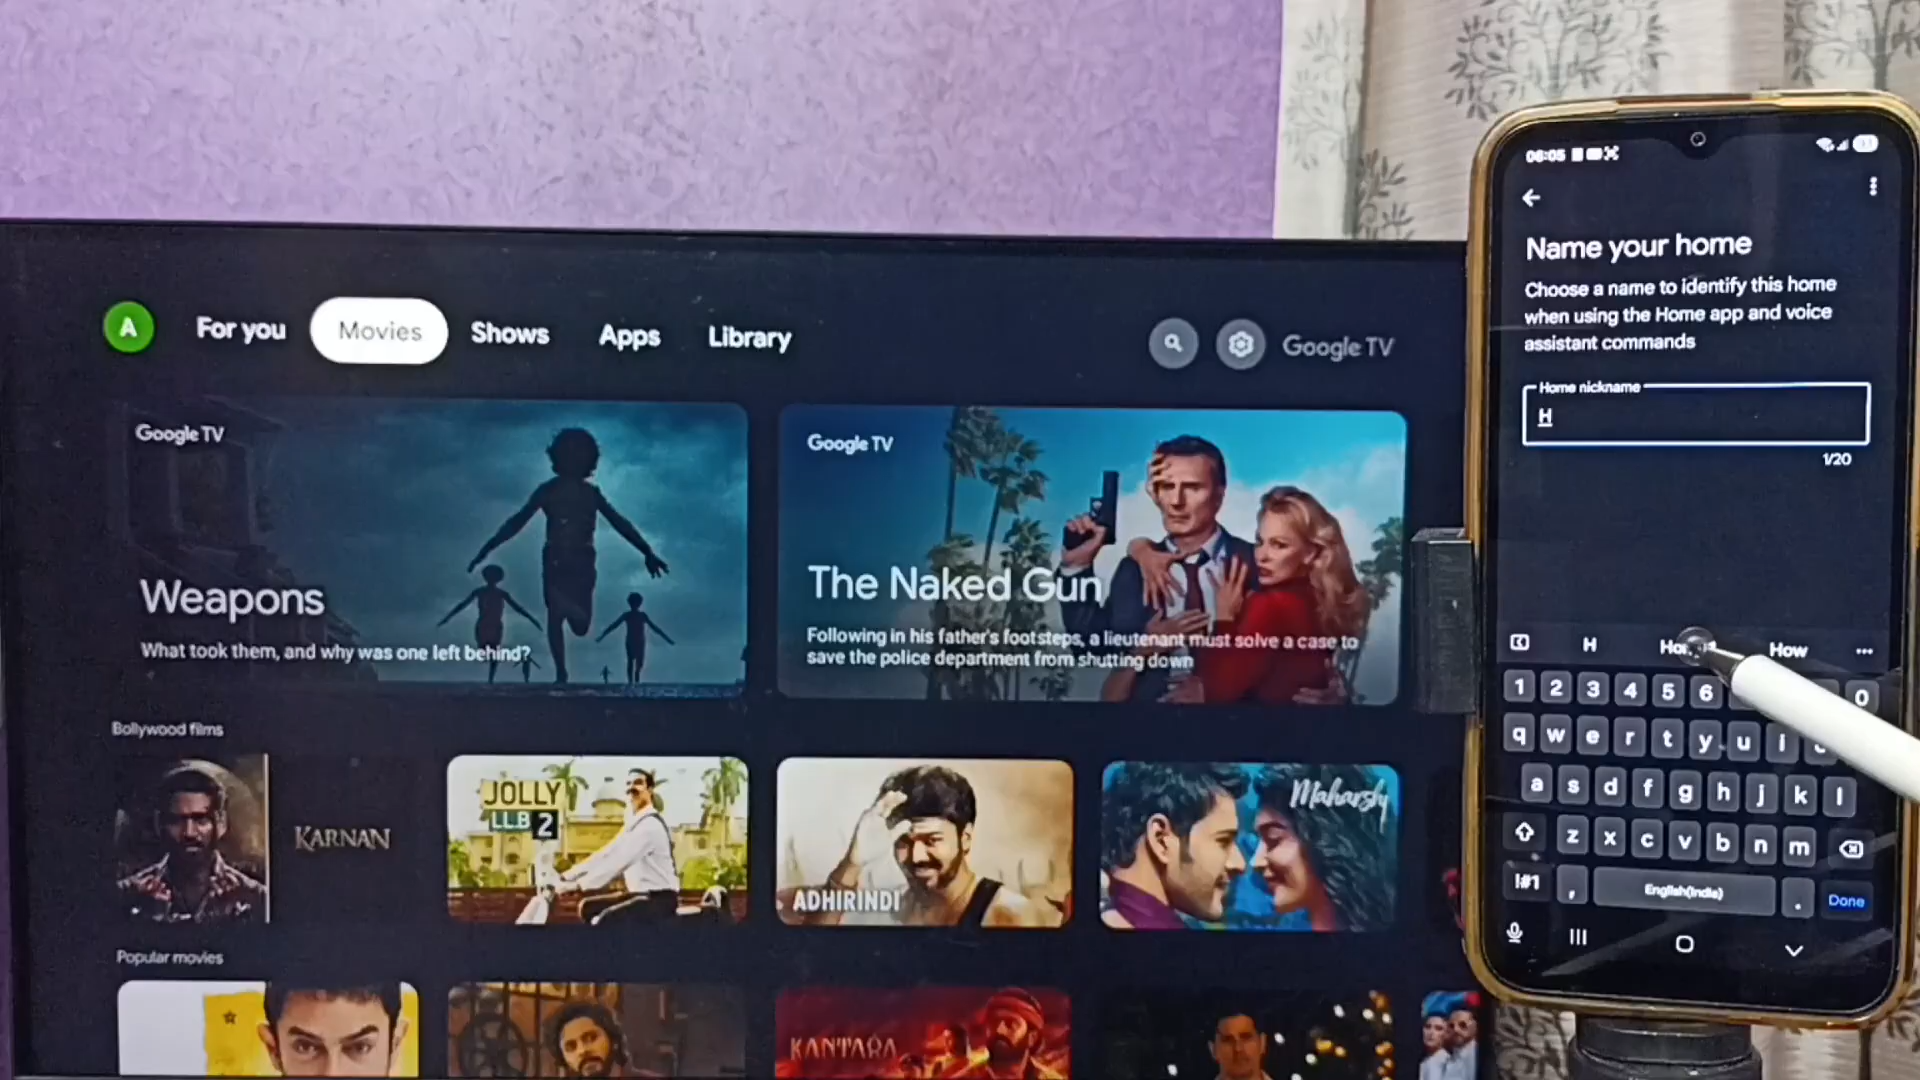 A
For you
Movies
Shows
Apps
Library
Google TV
Google TV
Weapons
What took them, and why was one left behind?
Google TV
The Naked Gun
Following in his father's footsteps, a lieutenant must solve a case to
save the police department from shutting down
Bollywood films
KARNAN
JOLLY
LLB 2
ADHIRINDI
Maharshi
Popular movies
KANTARA
06:05
Name your home
Choose a name to identify this home
when using the Home app and voice
assistant commands
Home nickname
H
1/20
H
How
1 2 3 4 5 6 0
q w e r t y u i
a s d f g h j k l
z x c v b n m
!#1 , English(India) . Done